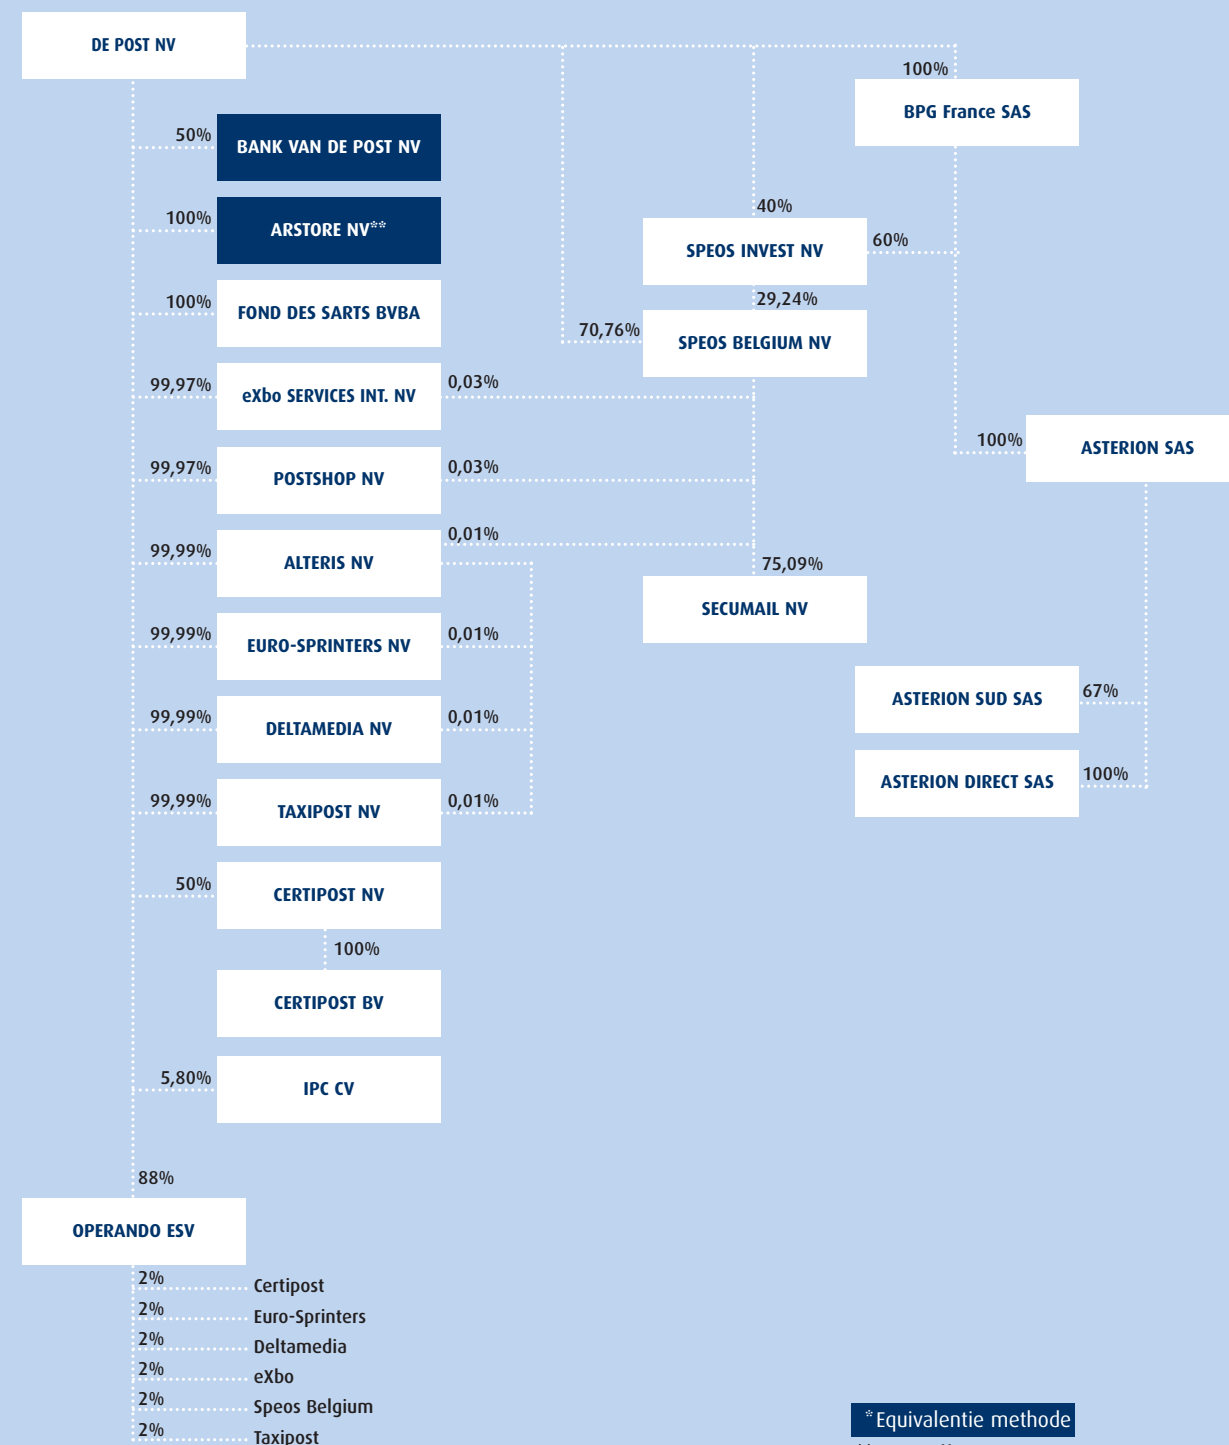 DE POST NV
100%
BPG France SAS
50%
BANK VAN DE POST NV
100%
ARSTORE NV**
40%
SPEOS INVEST NV
60%
100%
FOND DES SARTS BVBA
29,24%
70,76%
SPEOS BELGIUM NV
99,97%
eXbo SERVICES INT. NV
0,03%
100%
ASTERION SAS
99,97%
POSTSHOP NV
0,03%
99,99%
ALTERIS NV
0,01%
75,09%
SECUMAIL NV
99,99%
EURO-SPRINTERS NV
0,01%
ASTERION SUD SAS
67%
99,99%
DELTAMEDIA NV
0,01%
ASTERION DIRECT SAS
100%
99,99%
TAXIPOST NV
0,01%
50%
CERTIPOST NV
100%
CERTIPOST BV
5,80%
IPC CV
88%
OPERANDO ESV
2%
Certipost
2%
Euro-Sprinters
2%
Deltamedia
2%
eXbo
2%
Speos Belgium
2%
Taxipost
*Equivalentie methode